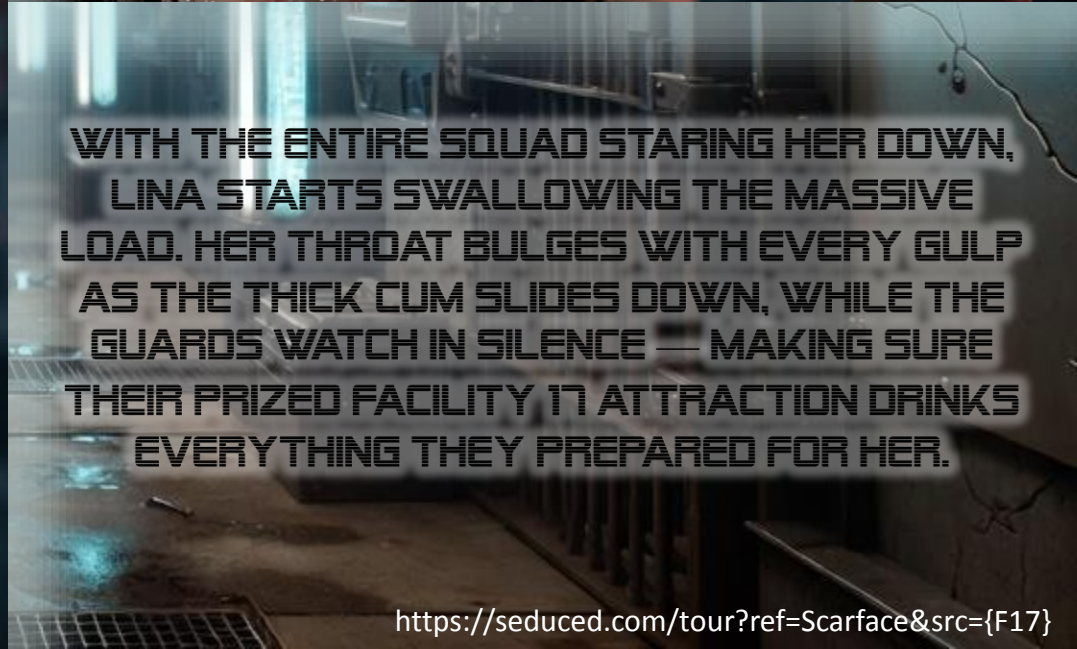 WITH THE ENTIRE SQUAD STARING HER DOWN,
LINA STARTS SWALLOWING THE MASSIVE
LOAD. HER THROAT BULGES WITH EVERY GULP
AS THE THICK CUM SLIDES DOWN, WHILE THE
GUARDS WATCH IN SILENCE — MAKING SURE
THEIR PRIZED FACILITY 17 ATTRACTION DRINKS
EVERYTHING THEY PREPARED FOR HER.
https://seduced.com/tour?ref=Scarface&src={F17}